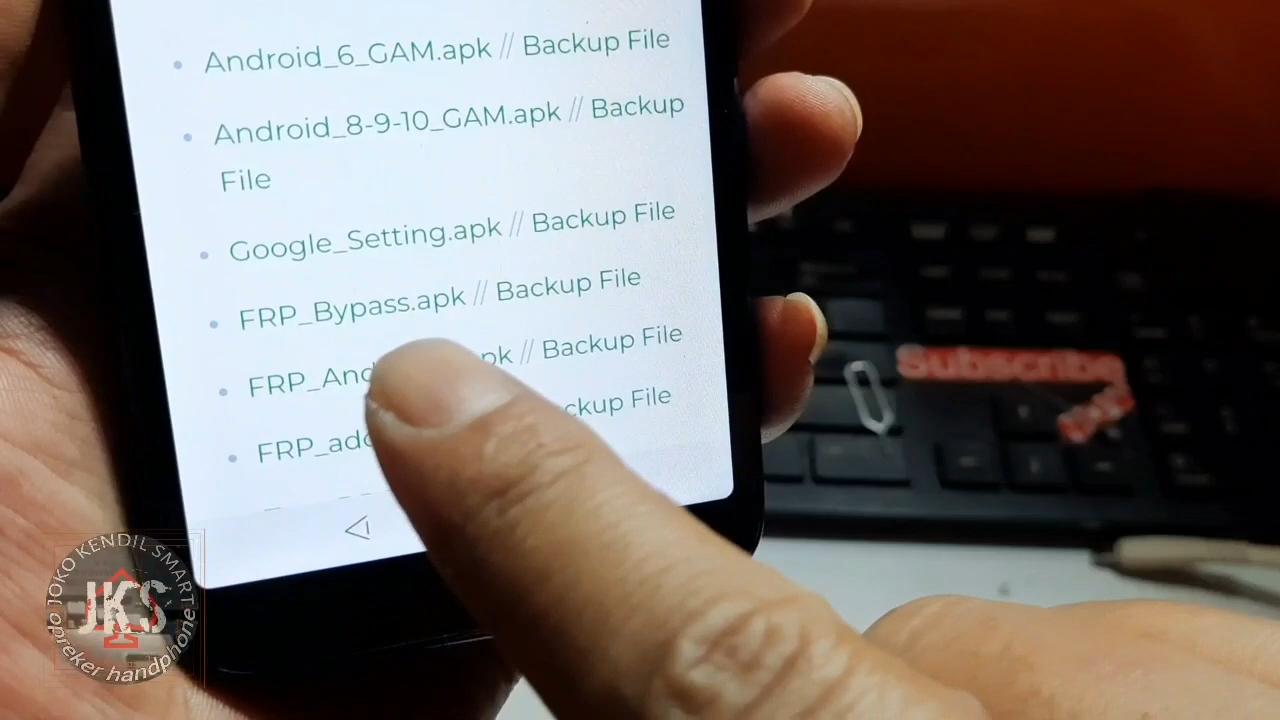 Android_6_GAM.apk // Backup File
Android_8-9-10_GAM.apk // Backup
File
Google_Setting.apk // Backup File
FRP_Bypass.apk // Backup File
FRP_And pk // Backup File
FRP_add ckup File
Subscribe
JOKO KENDIL SMART
JKS
opreker handphone